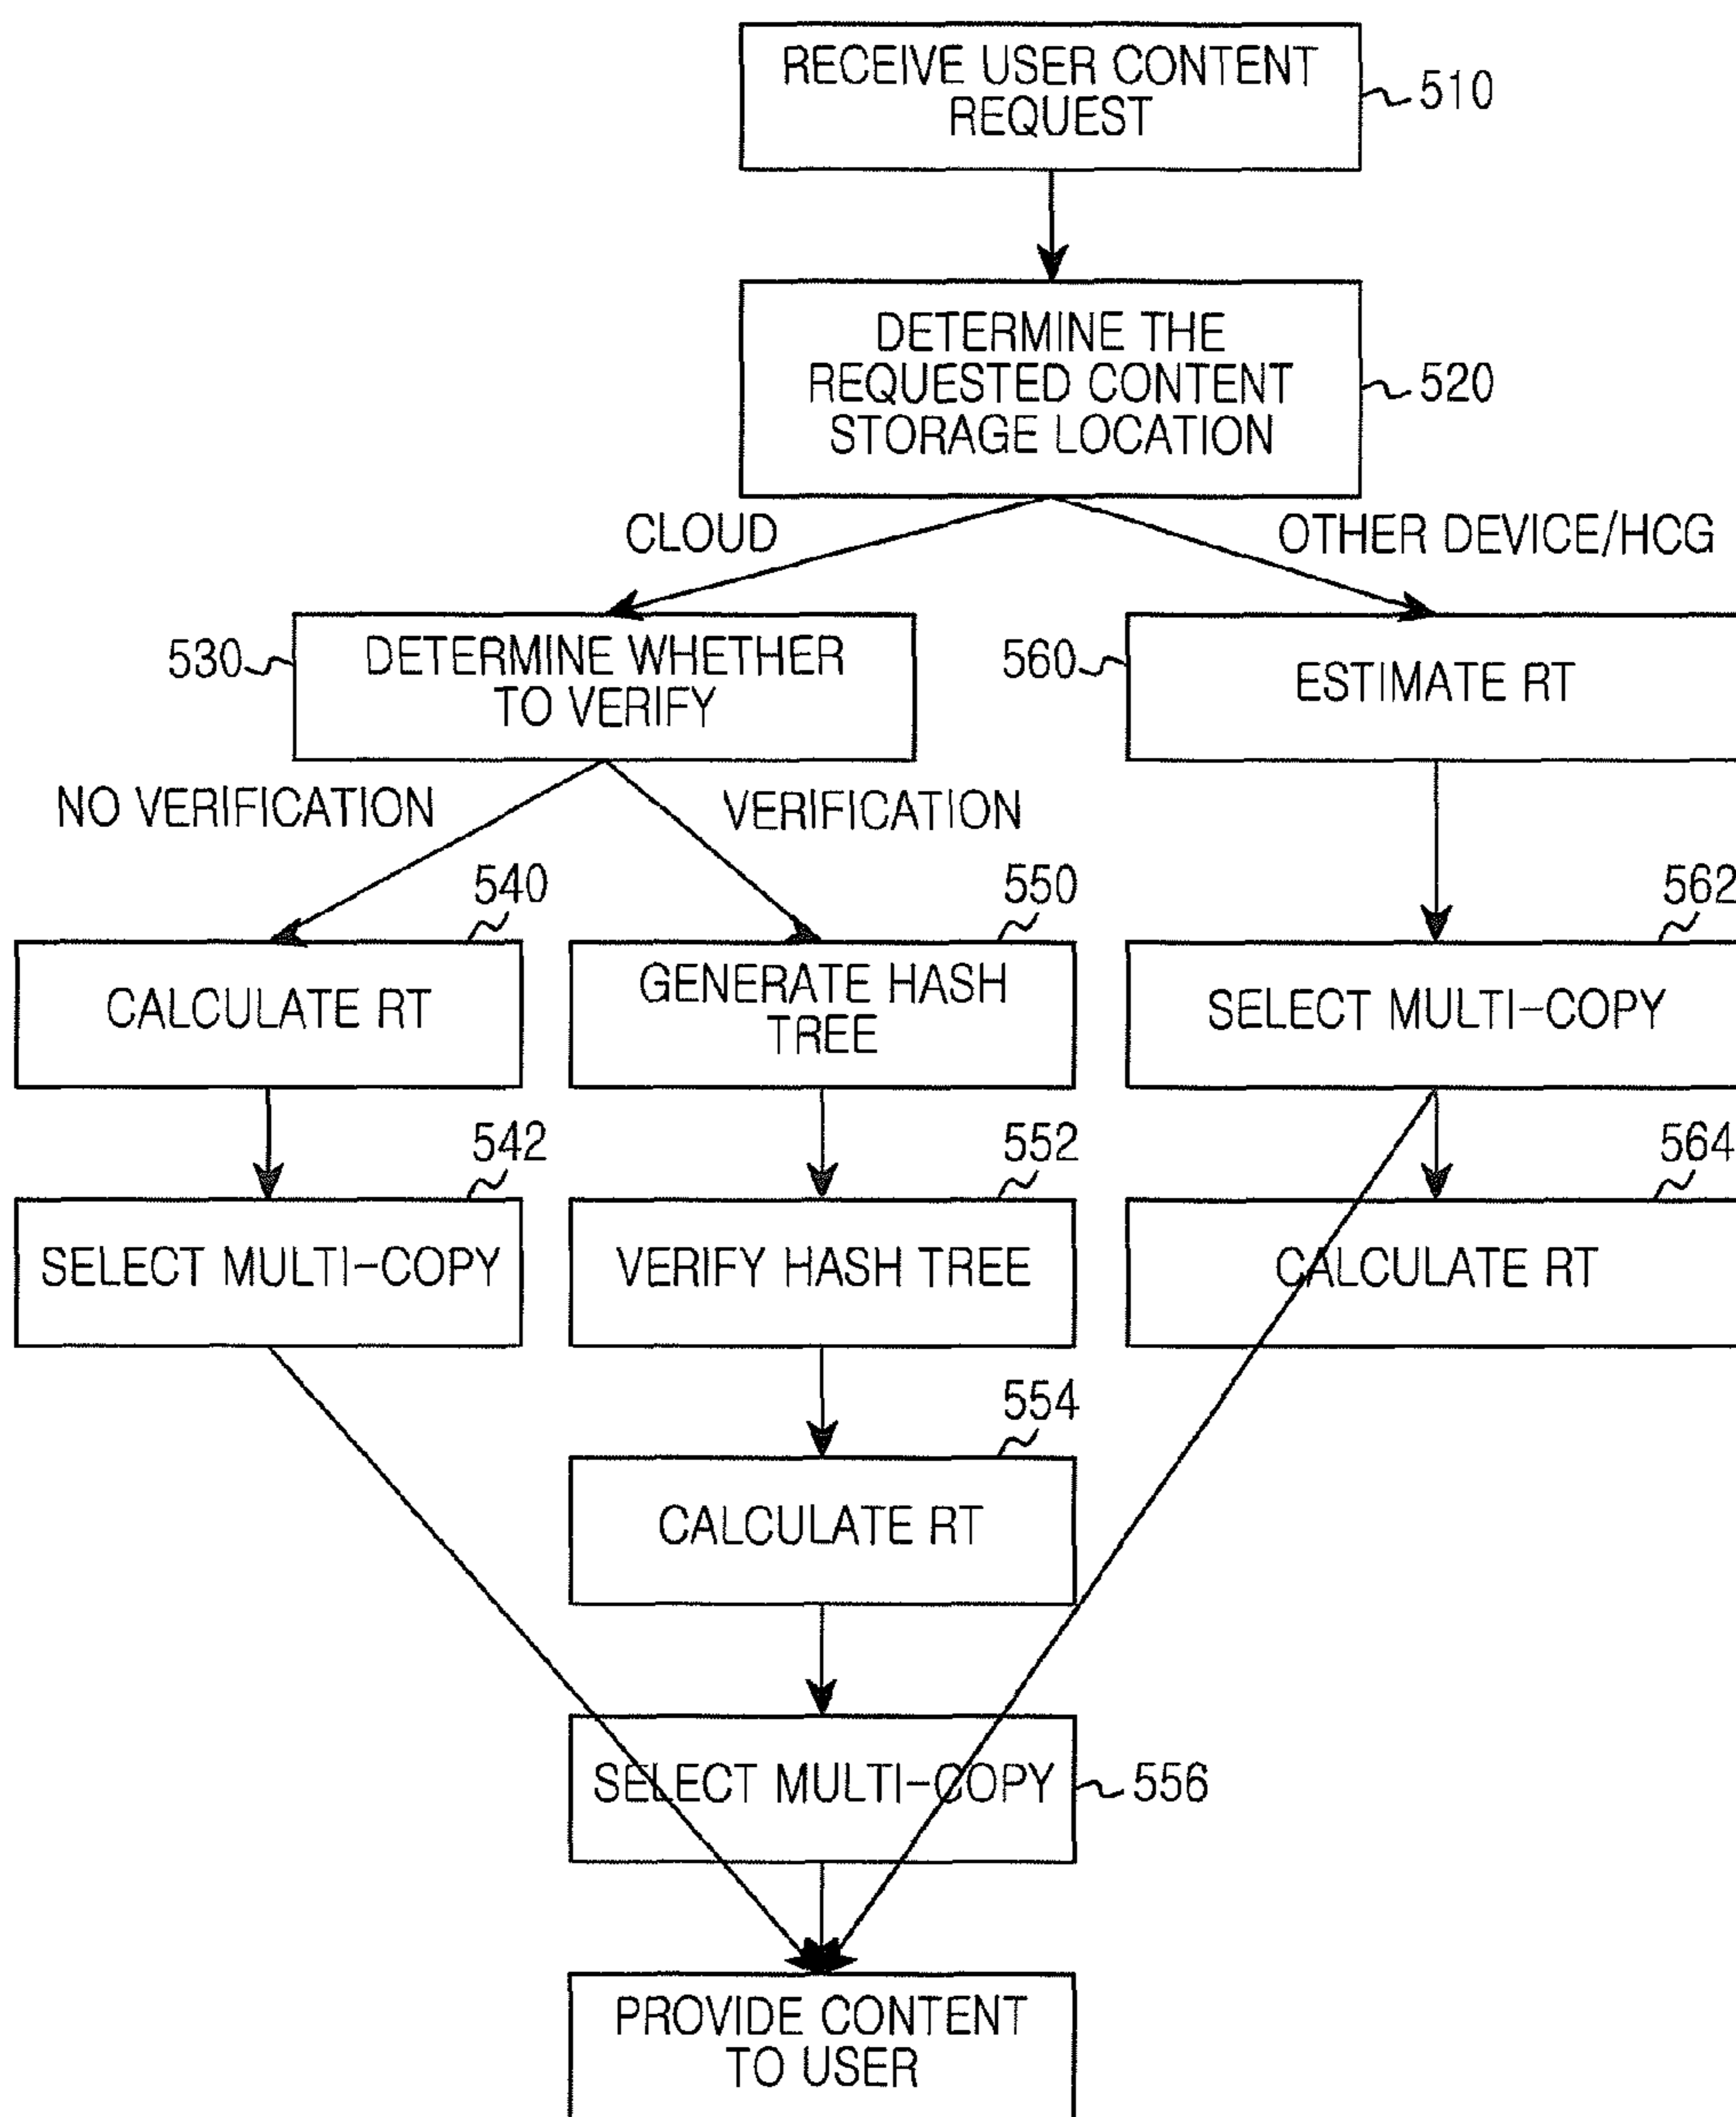 RECEIVE USER CONTENT
REQUEST
510
DETERMINE THE
REQUESTED CONTENT
STORAGE LOCATION
520
CLOUD
OTHER DEVICE/HCG
530
DETERMINE WHETHER
TO VERIFY
560
ESTIMATE RT
NO VERIFICATION
VERIFICATION
540
550
562
CALCULATE RT
GENERATE HASH
TREE
SELECT MULTI-COPY
542
552
564
SELECT MULTI-COPY
VERIFY HASH TREE
CALCULATE RT
554
CALCULATE RT
SELECT MULTI-COPY
556
PROVIDE CONTENT
TO USER